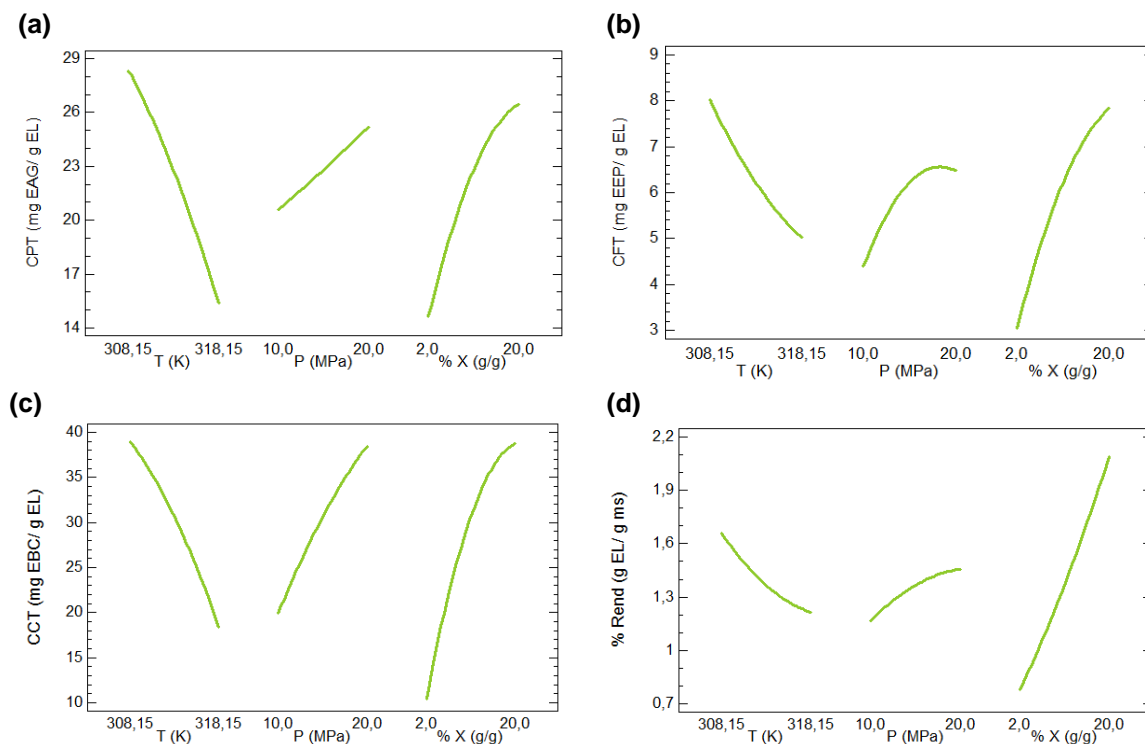 (a)
CPT (mg EAG/ g EL)
29
26
23
20
17
14
308,15 318,15 10,0 20,0 2,0 20,0
T (K) P (MPa) % X (g/g)
(b)
CFT (mg EEP/ g EL)
9
8
7
6
5
4
3
308,15 318,15 10,0 20,0 2,0 20,0
T (K) P (MPa) % X (g/g)
(c)
CCT (mg EBC/ g EL)
40
35
30
25
20
15
10
308,15 318,15 10,0 20,0 2,0 20,0
T (K) P (MPa) % X (g/g)
(d)
% Rend (g EL/ g ms)
2,2
1,9
1,6
1,3
1
0,7
308,15 318,15 10,0 20,0 2,0 20,0
T (K) P (MPa) % X (g/g)